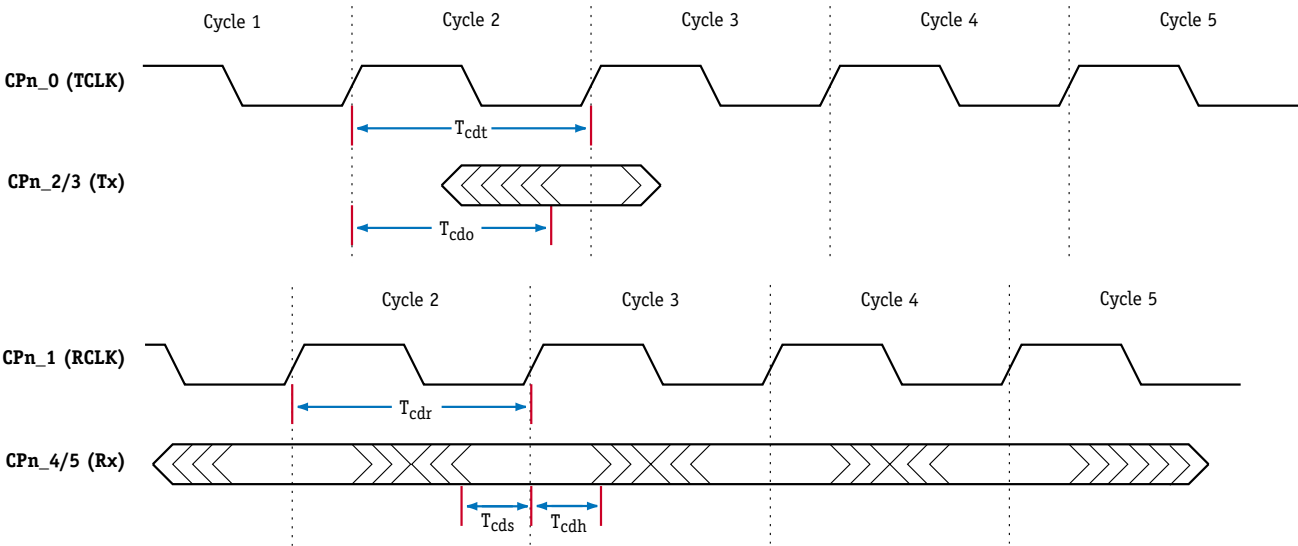 Cycle 1 Cycle 2 Cycle 3 Cycle 4 Cycle 5
CPn_0 (TCLK)
Tcdt
CPn_2/3 (Tx)
Tcdo
Cycle 2 Cycle 3 Cycle 4 Cycle 5
CPn_1 (RCLK)
Tcdr
CPn_4/5 (Rx)
Tcds Tcdh